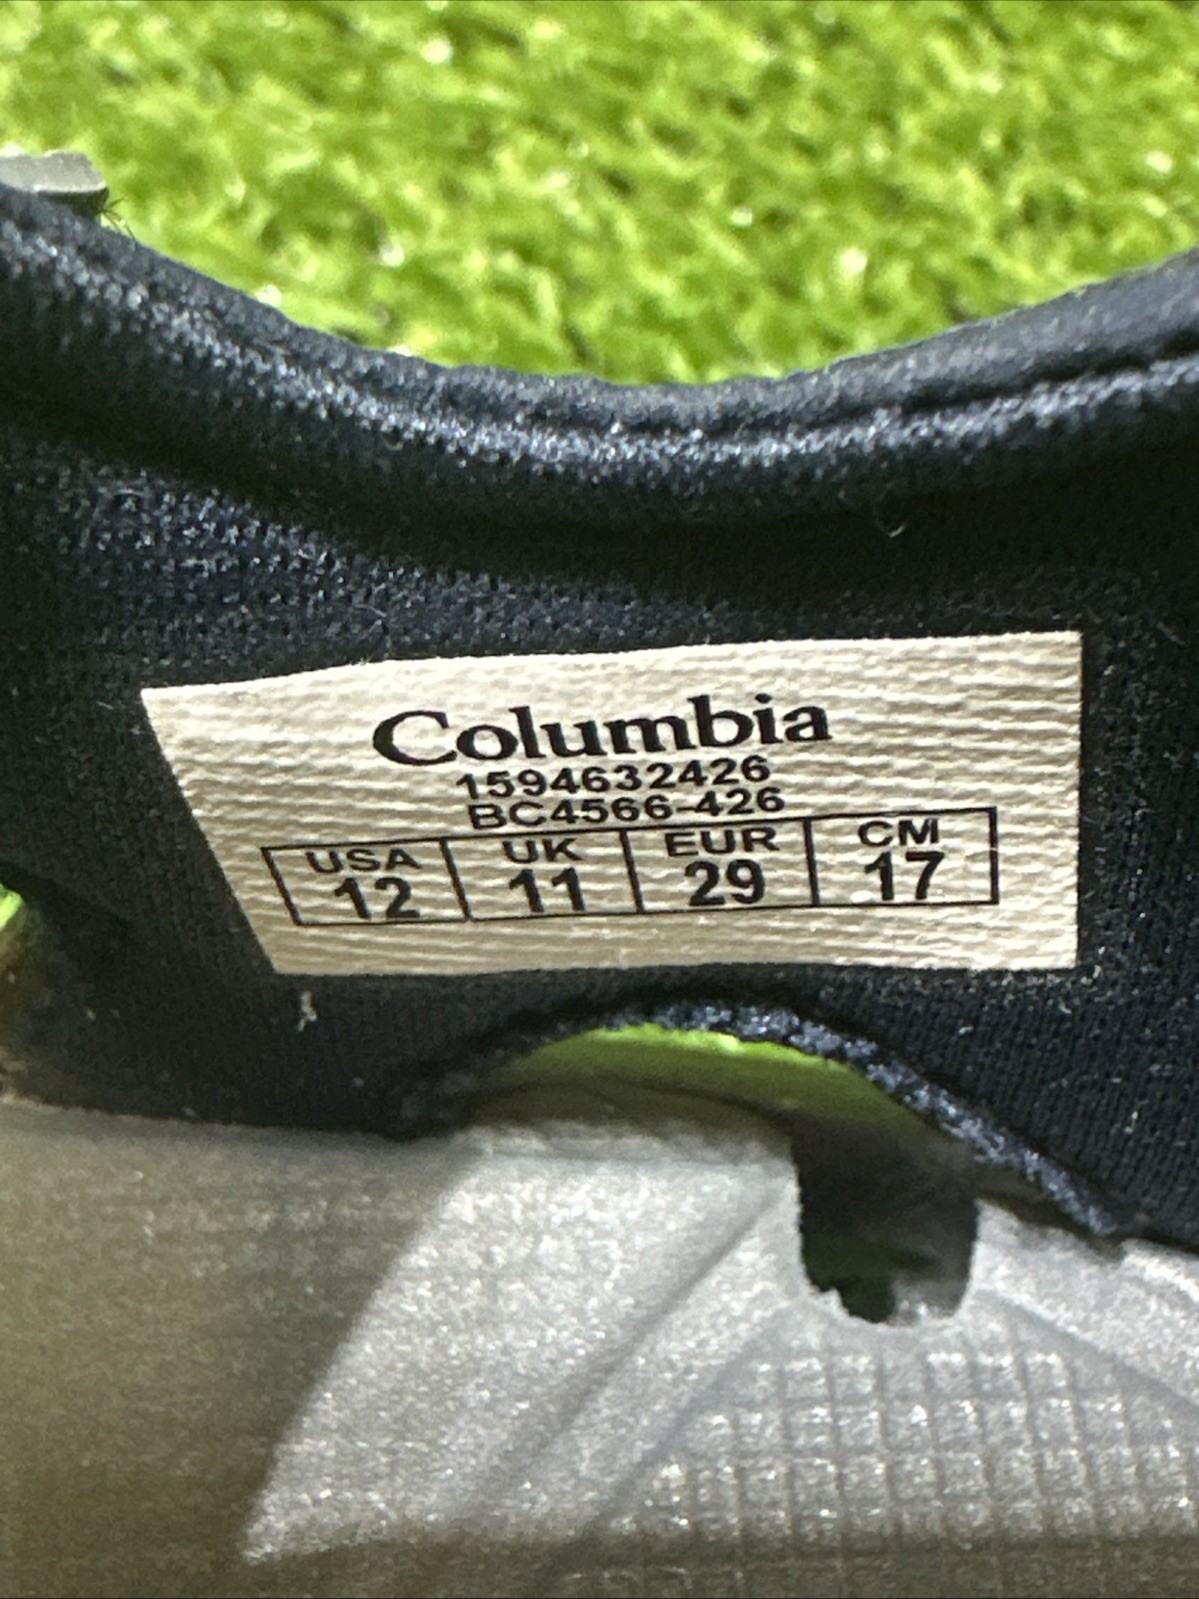 Columbia
1594632426
BC4566-426
USA UK EUR CM
12 11 29 17